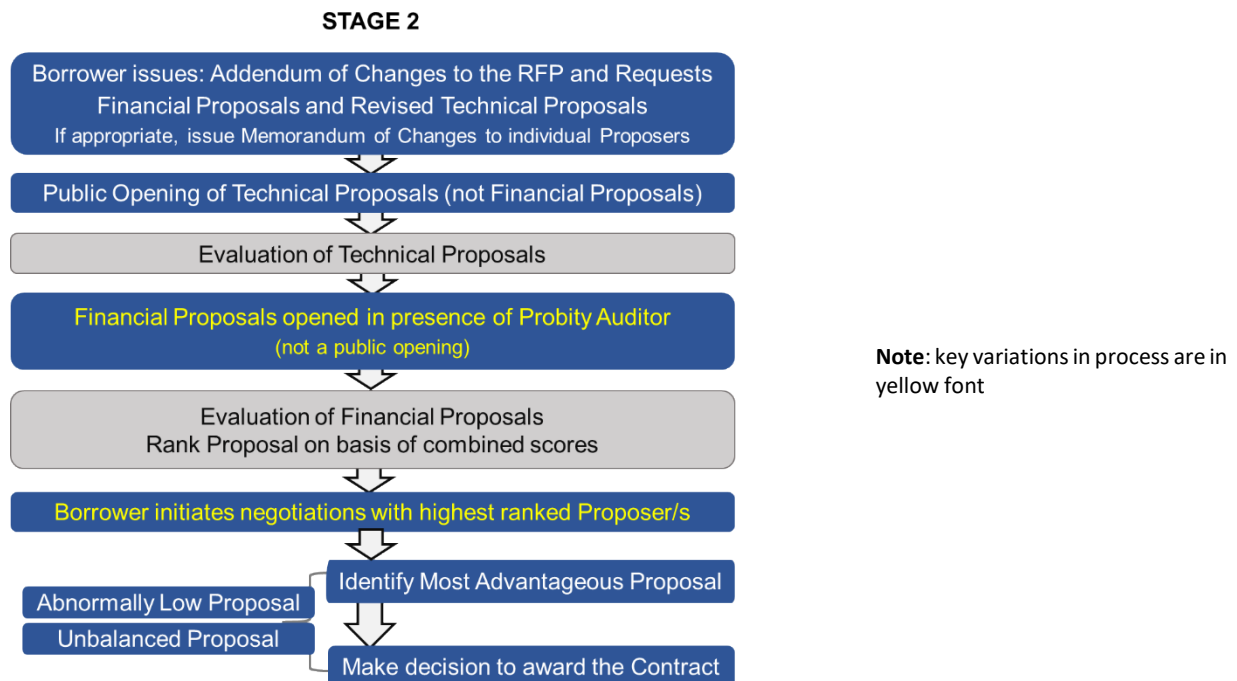 STAGE 2
Borrower issues: Addendum of Changes to the RFP and Requests
Financial Proposals and Revised Technical Proposals
If appropriate, issue Memorandum of Changes to individual Proposers
Public Opening of Technical Proposals (not Financial Proposals)
Evaluation of Technical Proposals
Financial Proposals opened in presence of Probity Auditor
(not a public opening)
Note: key variations in process are in
yellow font
Evaluation of Financial Proposals
Rank Proposal on basis of combined scores
Borrower initiates negotiations with highest ranked Proposer/s
Identify Most Advantageous Proposal
Abnormally Low Proposal
Unbalanced Proposal
Make decision to award the Contract